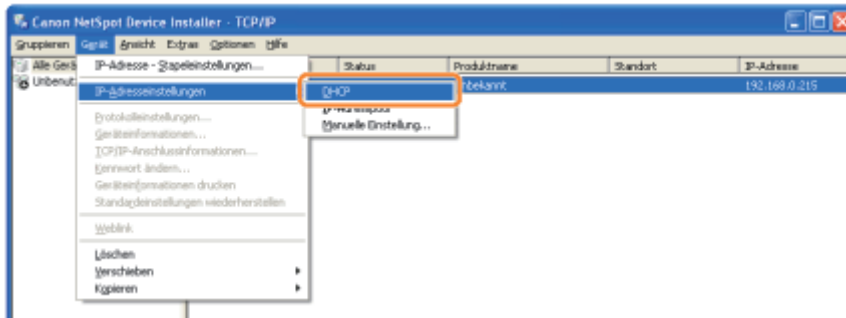 Canon NetSpot Device Installer - TCP/IP
Gruppieren Gerät Ansicht Extras Optionen Hilfe
Alle Gerä
Unbenut
IP-Adresse - Stapeleinstellungen...
IP-Adresseinstellungen
Protokolleinstellungen...
Geräteinformationen...
TCP/IP-Anschlussinformationen...
Kennwort ändern...
Geräteinformationen drucken
Standardeinstellungen wiederherstellen
Weblink
Löschen
Verschieben
Kopieren
DHCP
Manuelle Einstellung...
Status Produktname Standort IP-Adresse
nbekannt 192.168.0.215